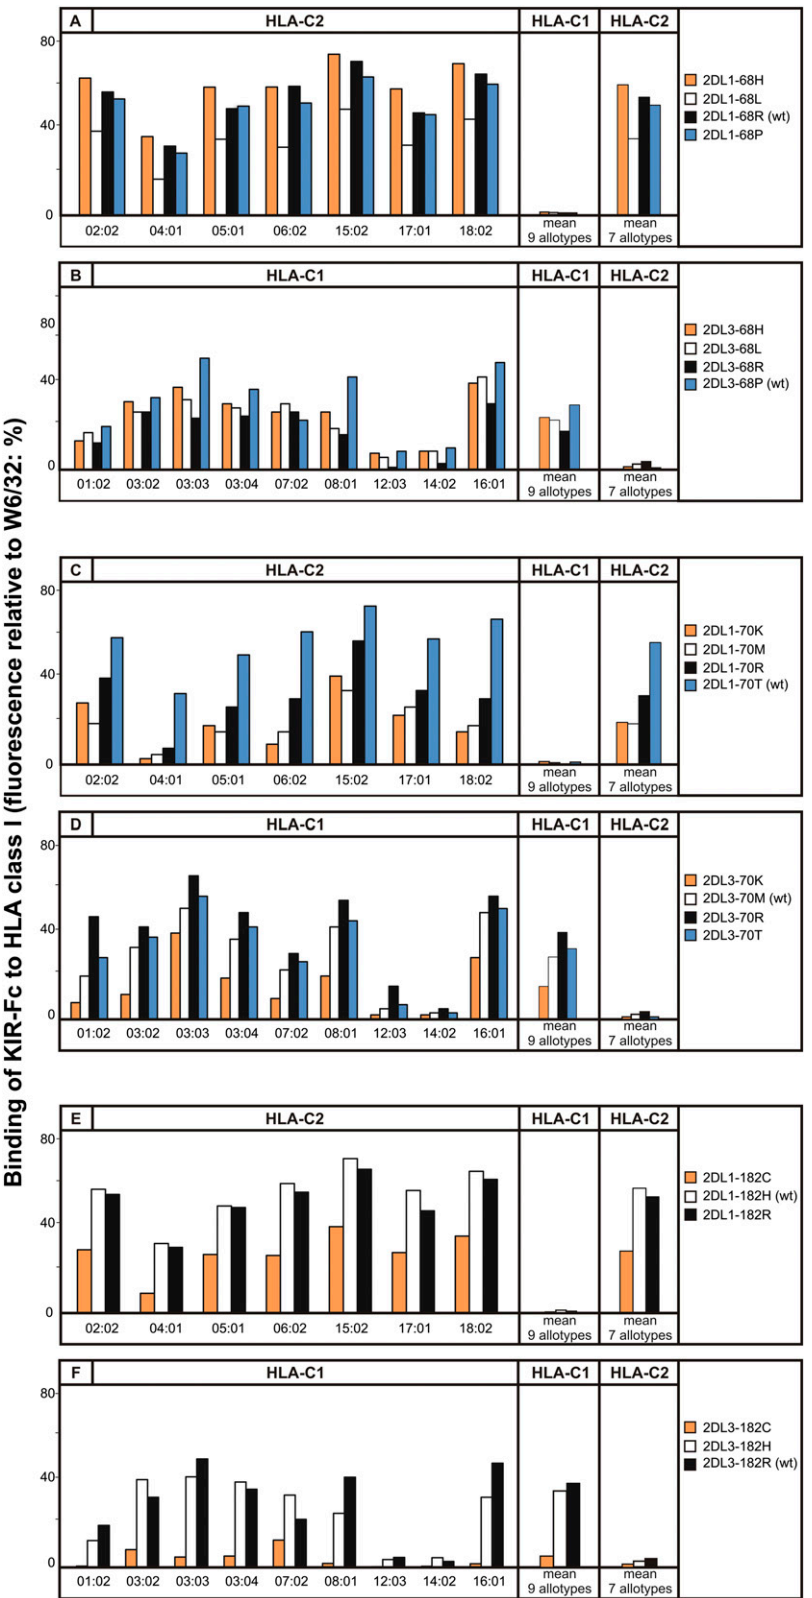 Binding of KIR-Fc to HLA class I (fluorescence relative to W6/32: %)
A HLA-C2 HLA-C1 HLA-C2
80
40
0
02:02 04:01 05:01 06:02 15:02 17:01 18:02
mean
9 allotypes
mean
7 allotypes
2DL1-68H
2DL1-68L
2DL1-68R (wt)
2DL1-68P
B HLA-C1 HLA-C1 HLA-C2
80
40
0
01:02 03:02 03:03 03:04 07:02 08:01 12:03 14:02 16:01
mean
9 allotypes
mean
7 allotypes
2DL3-68H
2DL3-68L
2DL3-68R
2DL3-68P (wt)
C HLA-C2 HLA-C1 HLA-C2
80
40
0
02:02 04:01 05:01 06:02 15:02 17:01 18:02
mean
9 allotypes
mean
7 allotypes
2DL1-70K
2DL1-70M
2DL1-70R
2DL1-70T (wt)
D HLA-C1 HLA-C1 HLA-C2
80
40
0
01:02 03:02 03:03 03:04 07:02 08:01 12:03 14:02 16:01
mean
9 allotypes
mean
7 allotypes
2DL3-70K
2DL3-70M (wt)
2DL3-70R
2DL3-70T
E HLA-C2 HLA-C1 HLA-C2
80
40
0
02:02 04:01 05:01 06:02 15:02 17:01 18:02
mean
9 allotypes
mean
7 allotypes
2DL1-182C
2DL1-182H (wt)
2DL1-182R
F HLA-C1 HLA-C1 HLA-C2
80
40
0
01:02 03:02 03:03 03:04 07:02 08:01 12:03 14:02 16:01
mean
9 allotypes
mean
7 allotypes
2DL3-182C
2DL3-182H
2DL3-182R (wt)